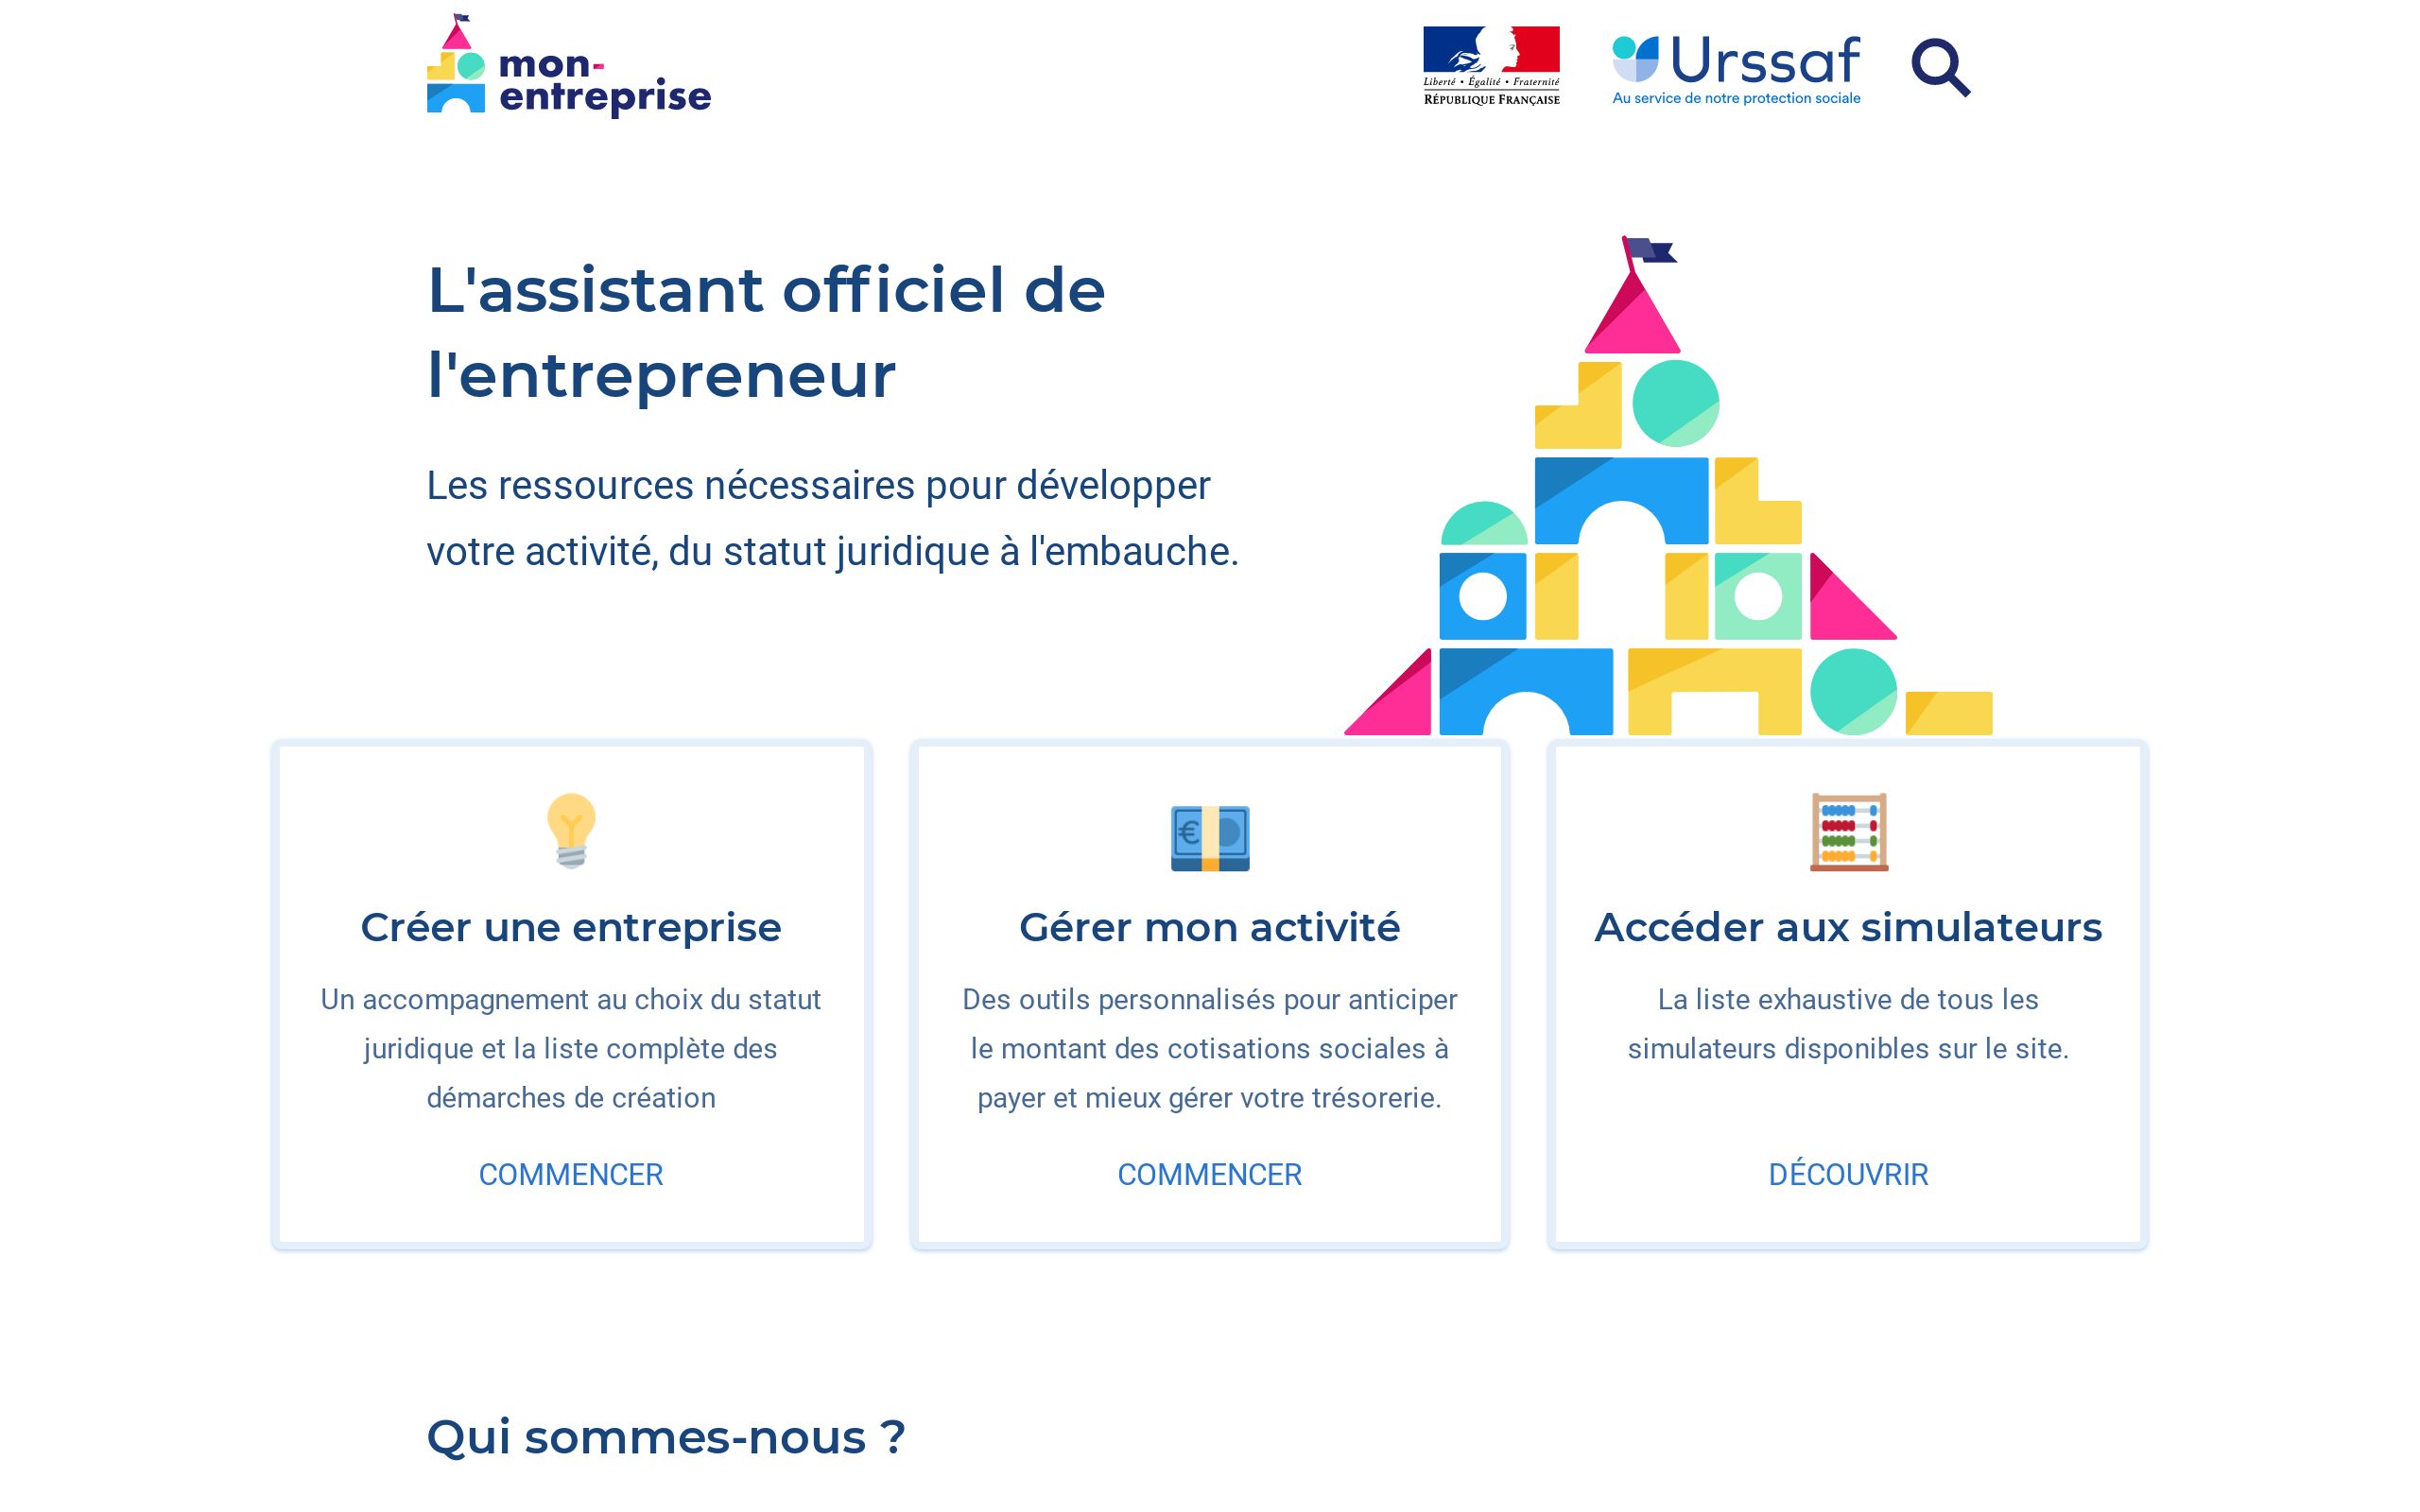 mon-
entreprise
Liberté • Égalité • Fraternité
RÉPUBLIQUE FRANÇAISE
Urssaf
Au service de notre protection sociale
L'assistant officiel de
l'entrepreneur
Les ressources nécessaires pour développer
votre activité, du statut juridique à l'embauche.
Créer une entreprise
Un accompagnement au choix du statut
juridique et la liste complète des
démarches de création
COMMENCER
€
Gérer mon activité
Des outils personnalisés pour anticiper
le montant des cotisations sociales à
payer et mieux gérer votre trésorerie.
COMMENCER
Accéder aux simulateurs
La liste exhaustive de tous les
simulateurs disponibles sur le site.
DÉCOUVRIR
Qui sommes-nous ?